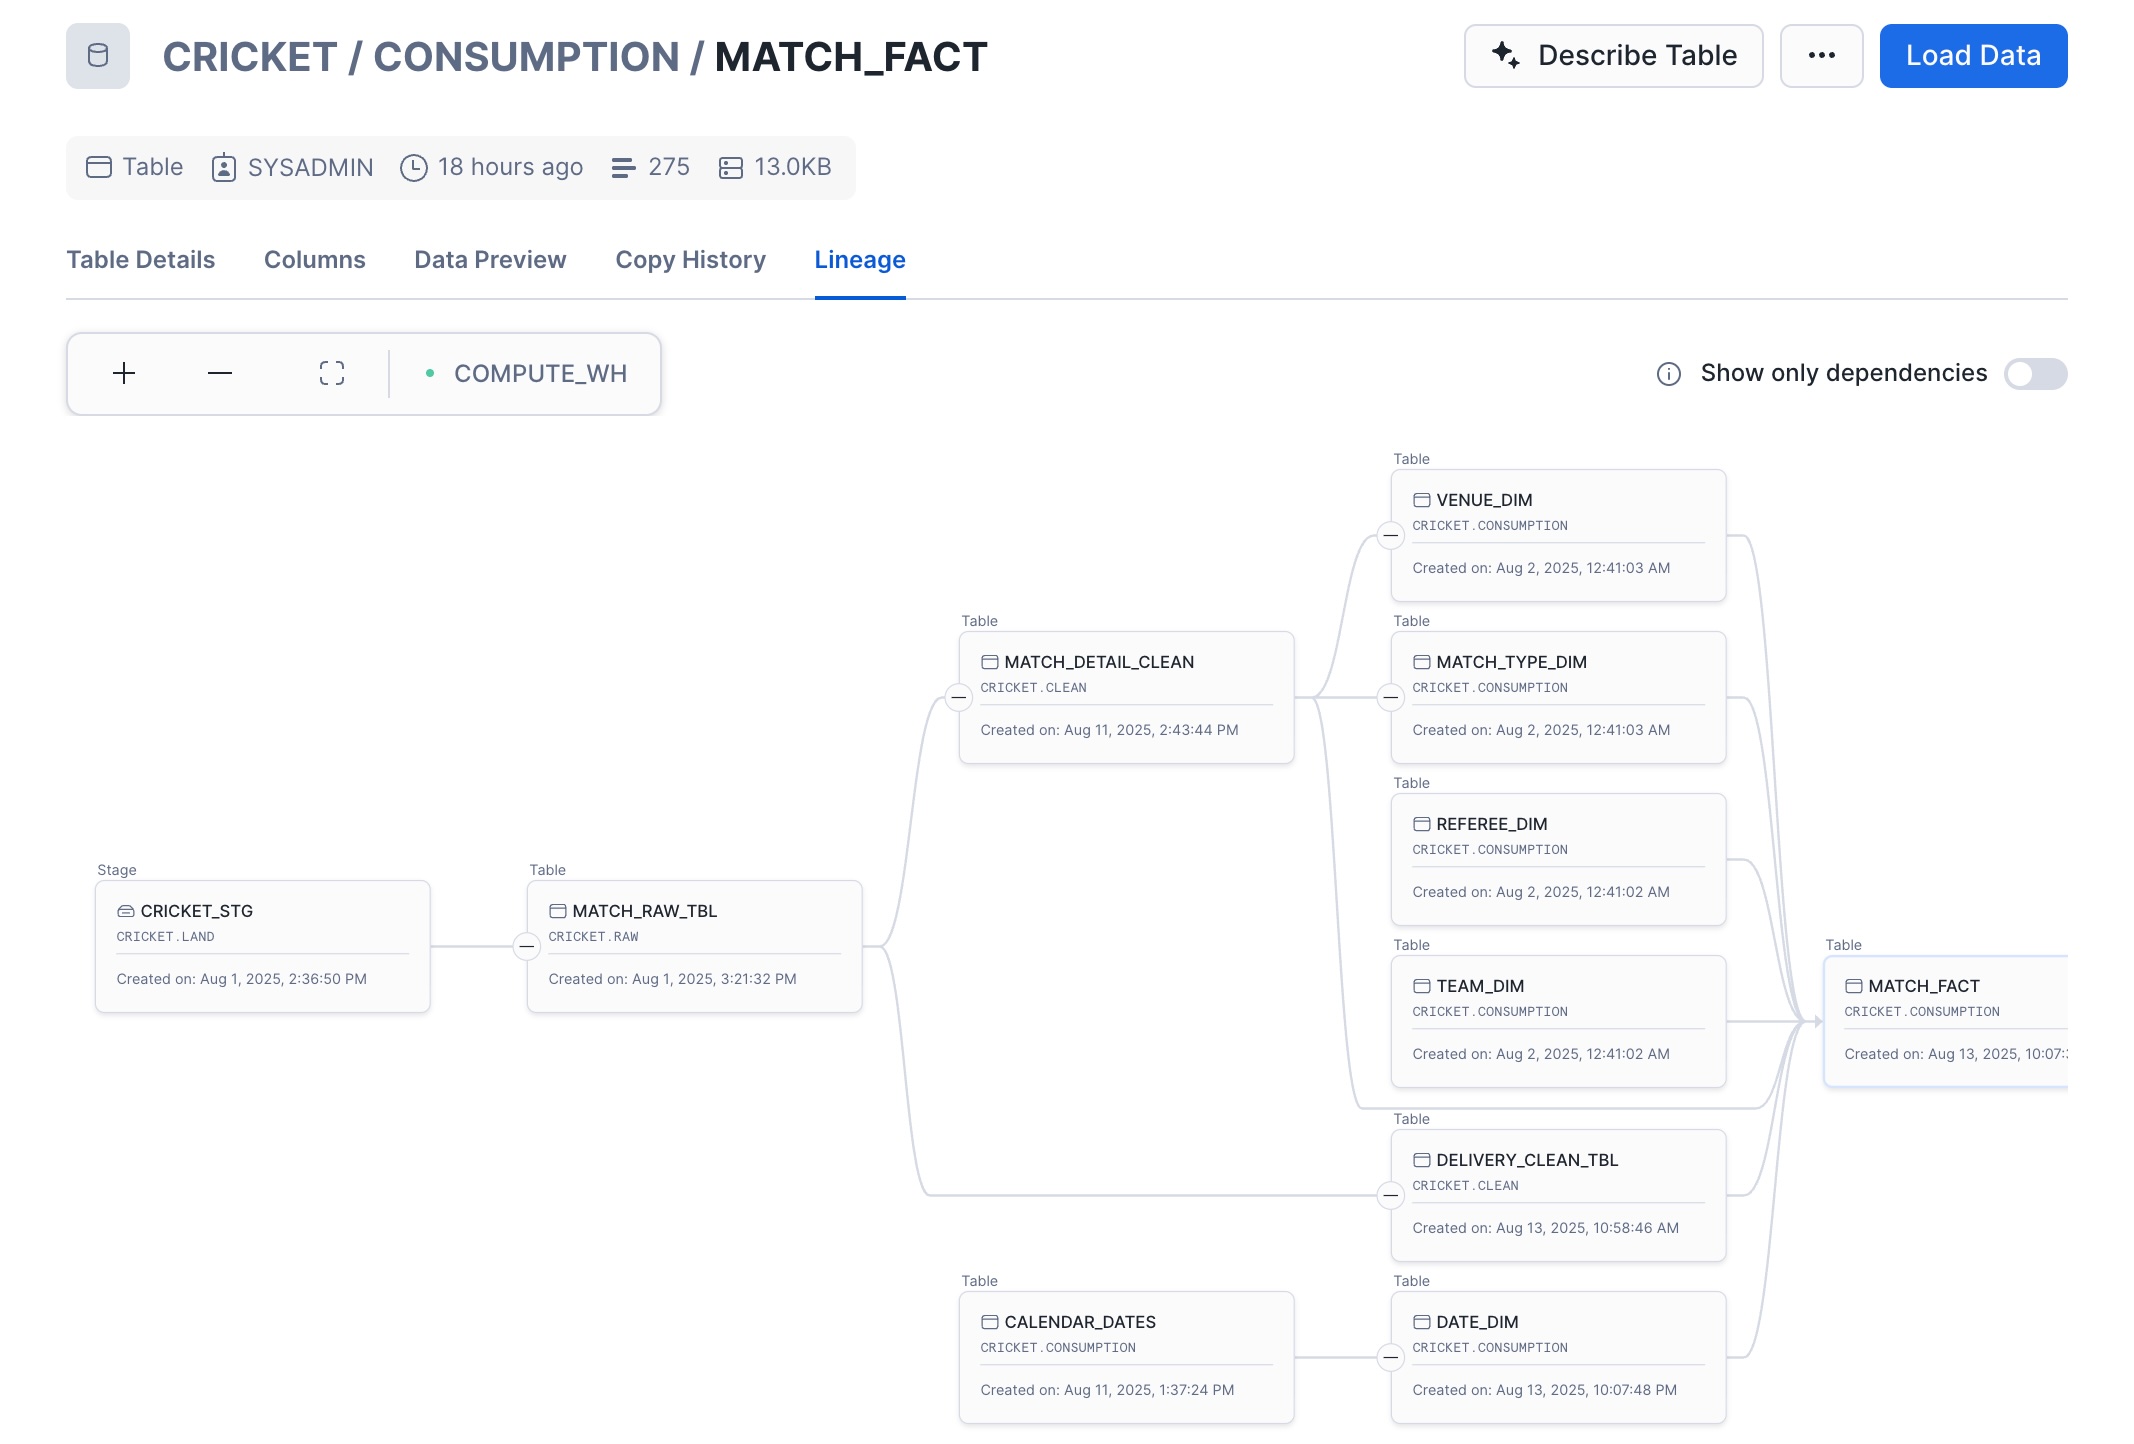 CRICKET / CONSUMPTION / MATCH_FACT
Describe Table
Load Data
Table SYSADMIN 18 hours ago 275 13.0KB
Table Details Columns Data Preview Copy History Lineage
COMPUTE_WH
Show only dependencies
Table
VENUE_DIM
CRICKET.CONSUMPTION
Created on: Aug 2, 2025, 12:41:03 AM
Table
MATCH_DETAIL_CLEAN
CRICKET.CLEAN
Created on: Aug 11, 2025, 2:43:44 PM
Table
MATCH_TYPE_DIM
CRICKET.CONSUMPTION
Created on: Aug 2, 2025, 12:41:03 AM
Table
REFEREE_DIM
CRICKET.CONSUMPTION
Created on: Aug 2, 2025, 12:41:02 AM
Stage
CRICKET_STG
CRICKET.LAND
Created on: Aug 1, 2025, 2:36:50 PM
Table
MATCH_RAW_TBL
CRICKET.RAW
Created on: Aug 1, 2025, 3:21:32 PM
Table
TEAM_DIM
CRICKET.CONSUMPTION
Created on: Aug 2, 2025, 12:41:02 AM
Table
MATCH_FACT
CRICKET.CONSUMPTION
Created on: Aug 13, 2025, 10:07:
Table
DELIVERY_CLEAN_TBL
CRICKET.CLEAN
Created on: Aug 13, 2025, 10:58:46 AM
Table
CALENDAR_DATES
CRICKET.CONSUMPTION
Created on: Aug 11, 2025, 1:37:24 PM
Table
DATE_DIM
CRICKET.CONSUMPTION
Created on: Aug 13, 2025, 10:07:48 PM